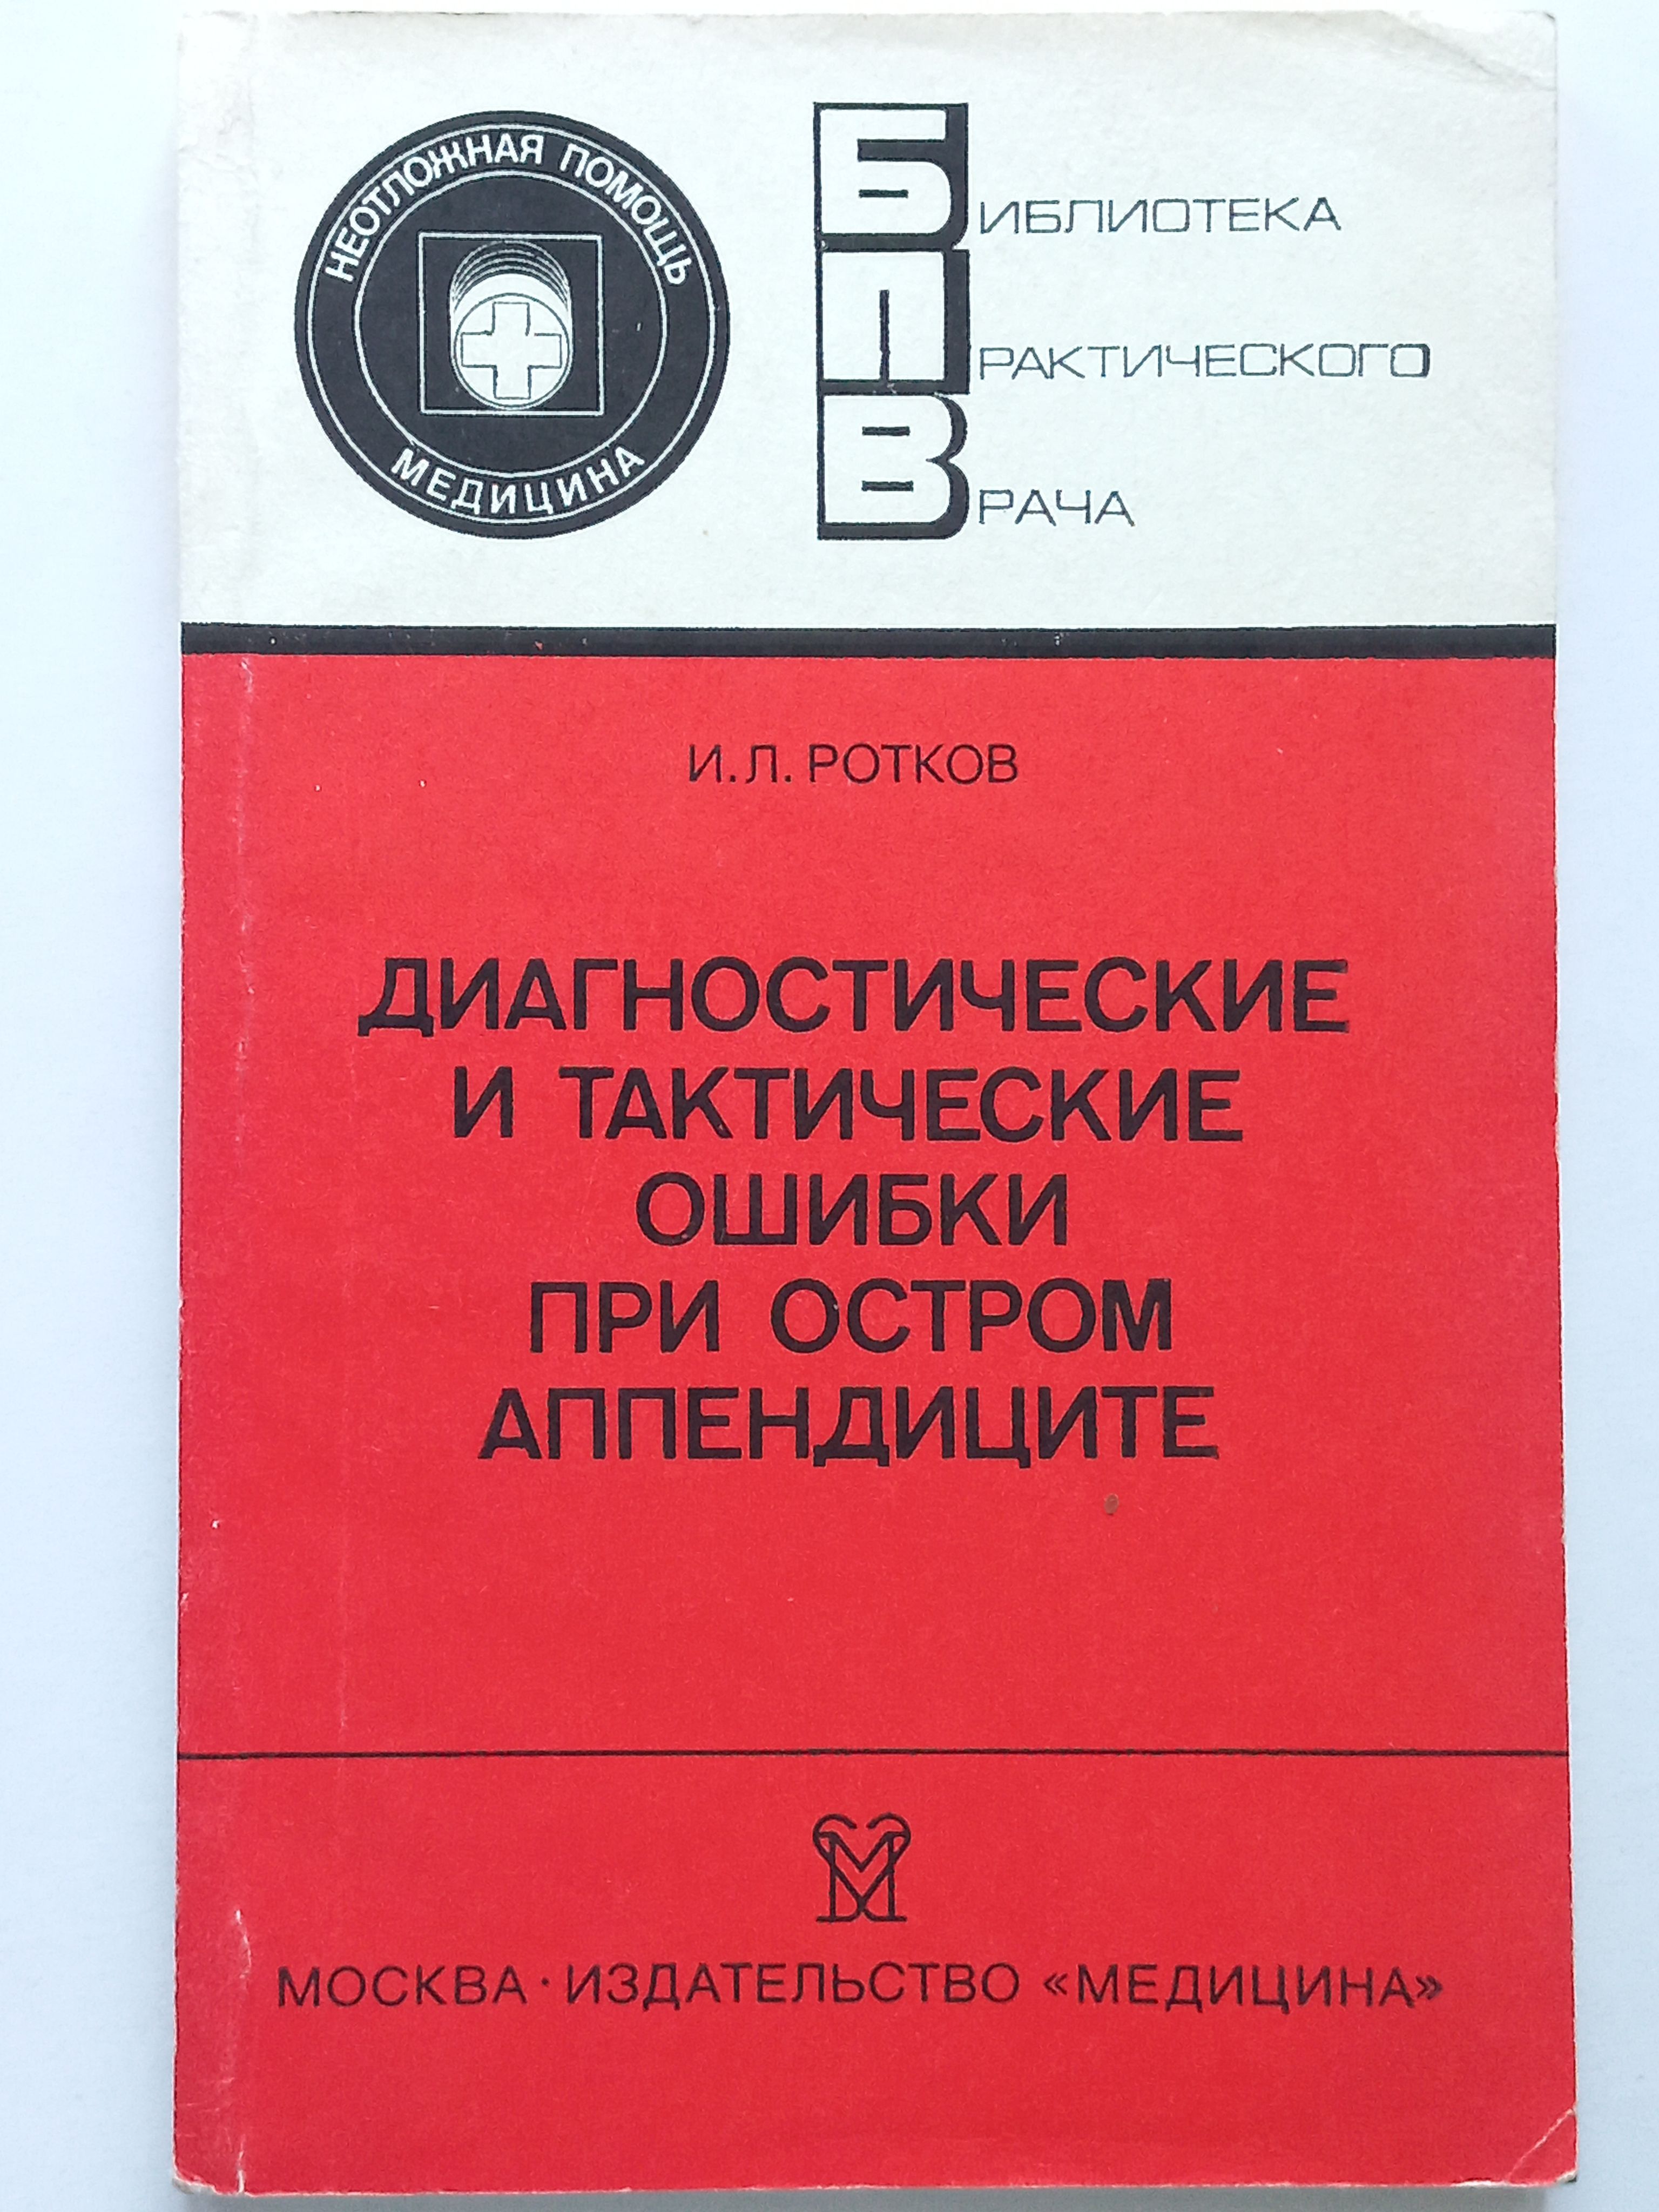 НЕОТЛОЖНАЯ ПОМОЩЬ
МЕДИЦИНА
БИБЛИОТЕКА
ПРАКТИЧЕСКОГО
ВРАЧА
И.Л. РОТКОВ
ДИАГНОСТИЧЕСКИЕ
И ТАКТИЧЕСКИЕ
ОШИБКИ
ПРИ ОСТРОМ
АППЕНДИЦИТЕ
МОСКВА · ИЗДАТЕЛЬСТВО «МЕДИЦИНА»